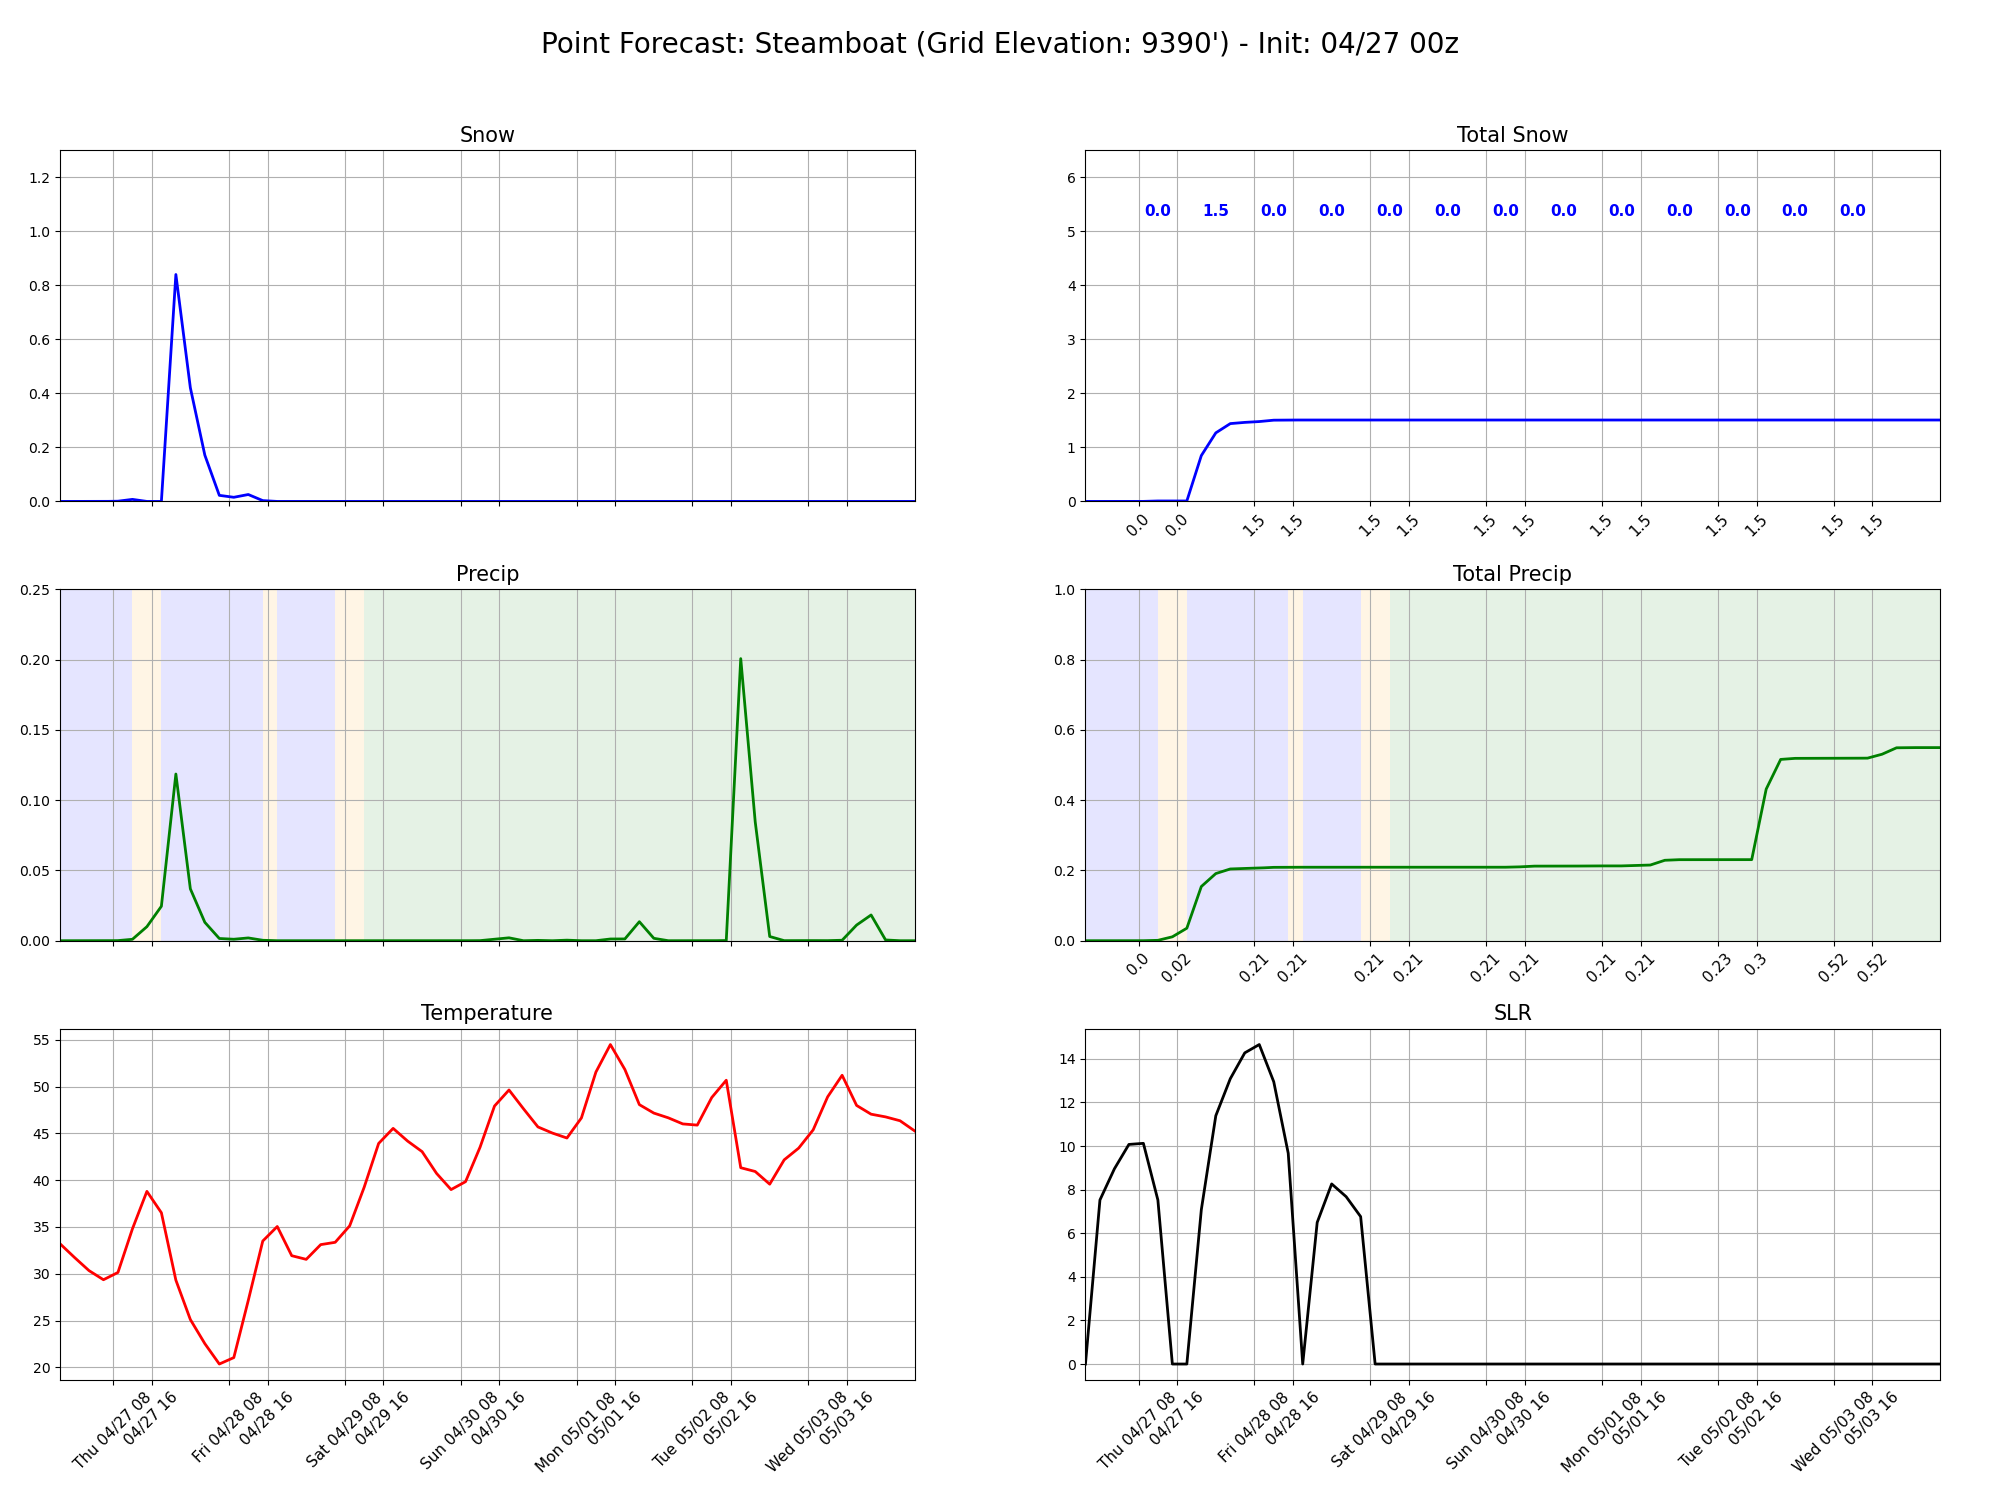 Point Forecast: Steamboat (Grid Elevation: 9390') - Init: 04/27 00z
Snow
1.2
1.0
0.8
0.6
0.4
0.2
0.0
Total Snow
6
5
4
3
2
1
0
0.0 1.5 0.0 0.0 0.0 0.0 0.0 0.0 0.0 0.0 0.0 0.0 0.0
0.0 0.0 1.5 1.5 1.5 1.5 1.5 1.5 1.5 1.5 1.5 1.5 1.5 1.5
Precip
0.25
0.20
0.15
0.10
0.05
0.00
Total Precip
1.0
0.8
0.6
0.4
0.2
0.0
0.0 0.02 0.21 0.21 0.21 0.21 0.21 0.21 0.21 0.21 0.23 0.3 0.52 0.52
Temperature
55
50
45
40
35
30
25
20
Thu 04/27 08
04/27 16
Fri 04/28 08
04/28 16
Sat 04/29 08
04/29 16
Sun 04/30 08
04/30 16
Mon 05/01 08
05/01 16
Tue 05/02 08
05/02 16
Wed 05/03 08
05/03 16
SLR
14
12
10
8
6
4
2
0
Thu 04/27 08
04/27 16
Fri 04/28 08
04/28 16
Sat 04/29 08
04/29 16
Sun 04/30 08
04/30 16
Mon 05/01 08
05/01 16
Tue 05/02 08
05/02 16
Wed 05/03 08
05/03 16